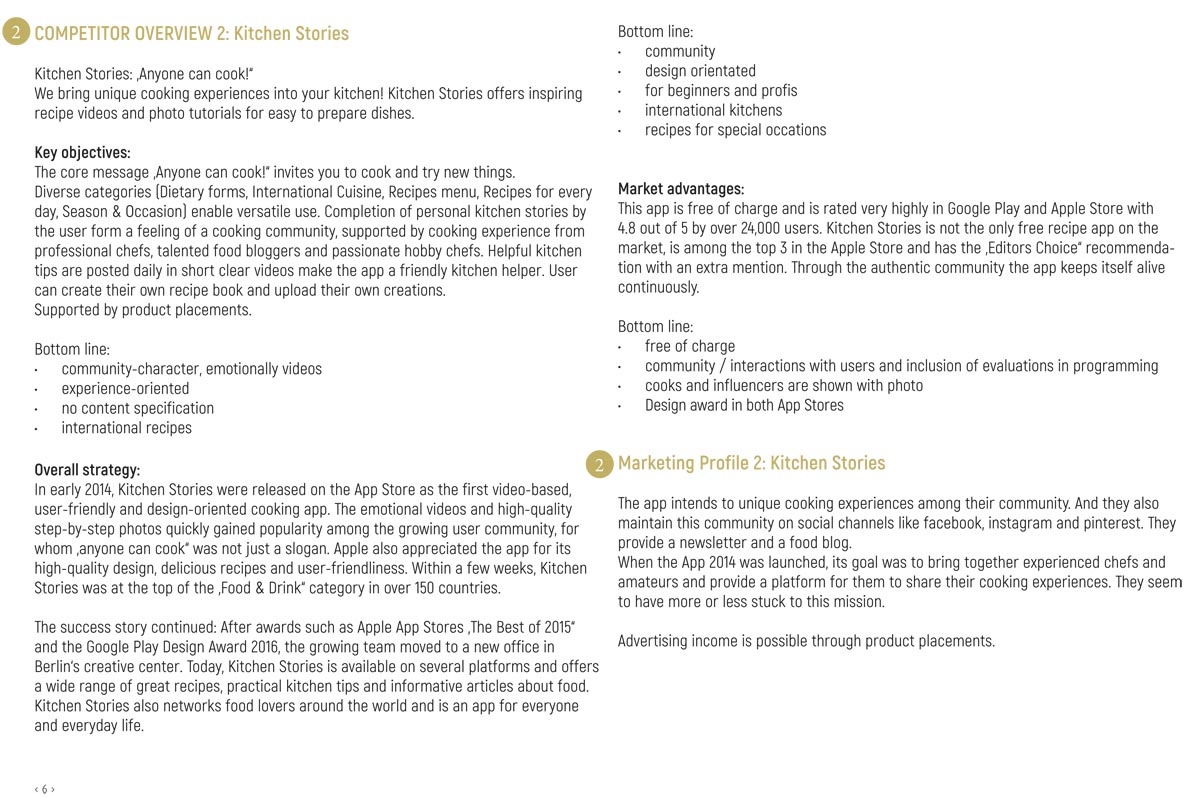 2 COMPETITOR OVERVIEW 2: Kitchen Stories
Kitchen Stories: ‚Anyone can cook!“
We bring unique cooking experiences into your kitchen! Kitchen Stories offers inspiring
recipe videos and photo tutorials for easy to prepare dishes.
Key objectives:
The core message ‚Anyone can cook!“ invites you to cook and try new things.
Diverse categories (Dietary forms, International Cuisine, Recipes menu, Recipes for every
day, Season & Occasion) enable versatile use. Completion of personal kitchen stories by
the user form a feeling of a cooking community, supported by cooking experience from
professional chefs, talented food bloggers and passionate hobby chefs. Helpful kitchen
tips are posted daily in short clear videos make the app a friendly kitchen helper. User
can create their own recipe book and upload their own creations.
Supported by product placements.
Bottom line:
· community-character, emotionally videos
· experience-oriented
· no content specification
· international recipes
Overall strategy:
In early 2014, Kitchen Stories were released on the App Store as the first video-based,
user-friendly and design-oriented cooking app. The emotional videos and high-quality
step-by-step photos quickly gained popularity among the growing user community, for
whom ‚anyone can cook“ was not just a slogan. Apple also appreciated the app for its
high-quality design, delicious recipes and user-friendliness. Within a few weeks, Kitchen
Stories was at the top of the ‚Food & Drink“ category in over 150 countries.
The success story continued: After awards such as Apple App Stores ‚The Best of 2015“
and the Google Play Design Award 2016, the growing team moved to a new office in
Berlin‘s creative center. Today, Kitchen Stories is available on several platforms and offers
a wide range of great recipes, practical kitchen tips and informative articles about food.
Kitchen Stories also networks food lovers around the world and is an app for everyone
and everyday life.
‹ 6 ›
Bottom line:
· community
· design orientated
· for beginners and profis
· international kitchens
· recipes for special occations
Market advantages:
This app is free of charge and is rated very highly in Google Play and Apple Store with
4.8 out of 5 by over 24,000 users. Kitchen Stories is not the only free recipe app on the
market, is among the top 3 in the Apple Store and has the ‚Editors Choice“ recommenda-
tion with an extra mention. Through the authentic community the app keeps itself alive
continuously.
Bottom line:
· free of charge
· community / interactions with users and inclusion of evaluations in programming
· cooks and influencers are shown with photo
· Design award in both App Stores
2 Marketing Profile 2: Kitchen Stories
The app intends to unique cooking experiences among their community. And they also
maintain this community on social channels like facebook, instagram and pinterest. They
provide a newsletter and a food blog.
When the App 2014 was launched, its goal was to bring together experienced chefs and
amateurs and provide a platform for them to share their cooking experiences. They seem
to have more or less stuck to this mission.
Advertising income is possible through product placements.